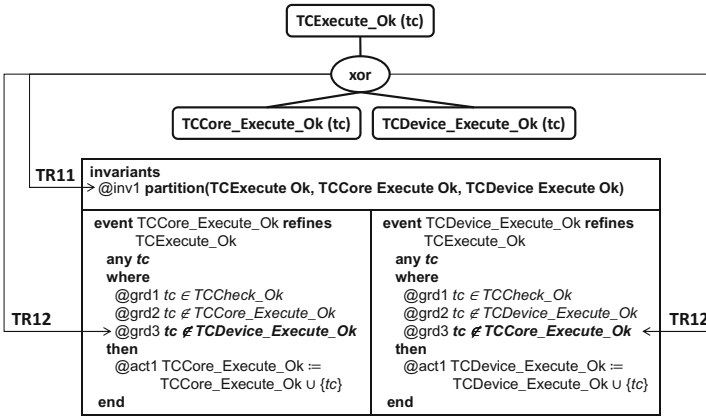 TCExecute_Ok (tc)
xor
TCCore_Execute_Ok (tc)
TCDevice_Execute_Ok (tc)
TR11
invariants
@inv1 partition(TCExecute Ok, TCCore Execute Ok, TCDevice Execute Ok)
event TCCore_Execute_Ok refines
TCExecute_Ok
any tc
where
@grd1 tc ∈ TCCheck_Ok
@grd2 tc ∉ TCCore_Execute_Ok
TR12
@grd3 tc ∉ TCDevice_Execute_Ok
then
@act1 TCCore_Execute_Ok ≔
TCCore_Execute_Ok ∪ {tc}
end
event TCDevice_Execute_Ok refines
TCExecute_Ok
any tc
where
@grd1 tc ∈ TCCheck_Ok
@grd2 tc ∉ TCDevice_Execute_Ok
@grd3 tc ∉ TCCore_Execute_Ok
TR12
then
@act1 TCDevice_Execute_Ok ≔
TCDevice_Execute_Ok ∪ {tc}
end